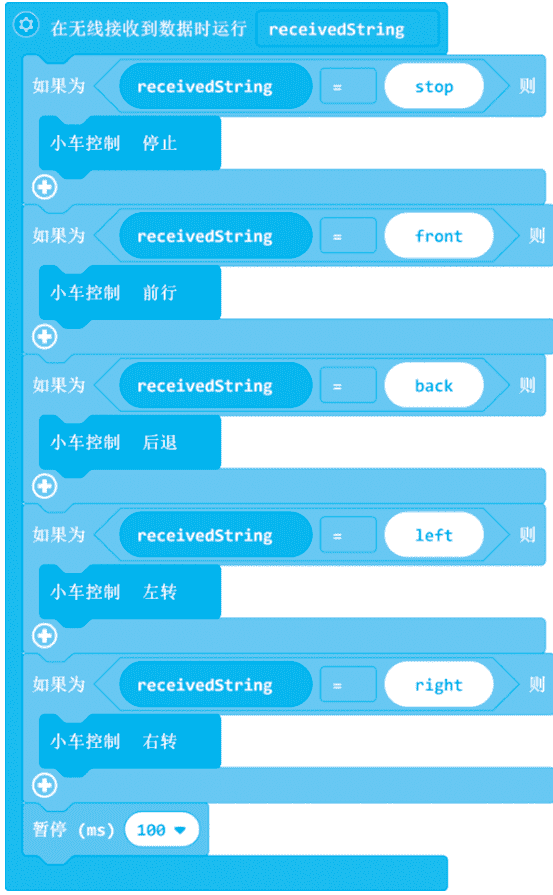 在无线接收到数据时运行 receivedString
如果为 receivedString = stop 则
小车控制 停止
如果为 receivedString = front 则
小车控制 前行
如果为 receivedString = back 则
小车控制 后退
如果为 receivedString = left 则
小车控制 左转
如果为 receivedString = right 则
小车控制 右转
暂停 (ms) 100